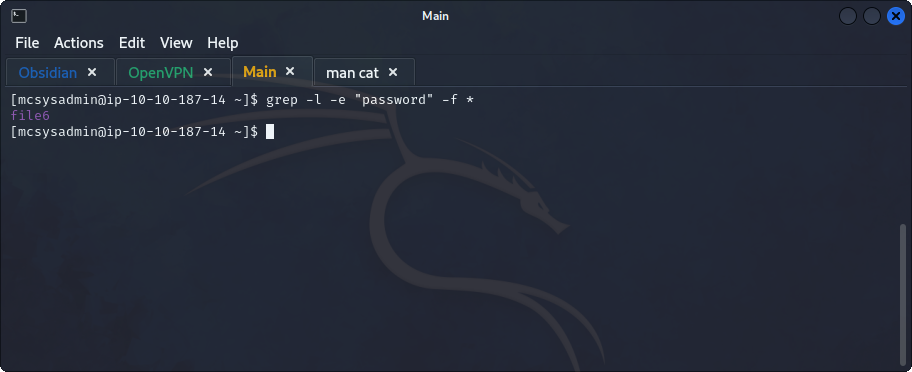 Main
File Actions Edit View Help
Obsidian × OpenVPN × Main × man cat ×
[mcsysadmin@ip-10-10-187-14 ~]$ grep -l -e "password" -f *
file6
[mcsysadmin@ip-10-10-187-14 ~]$